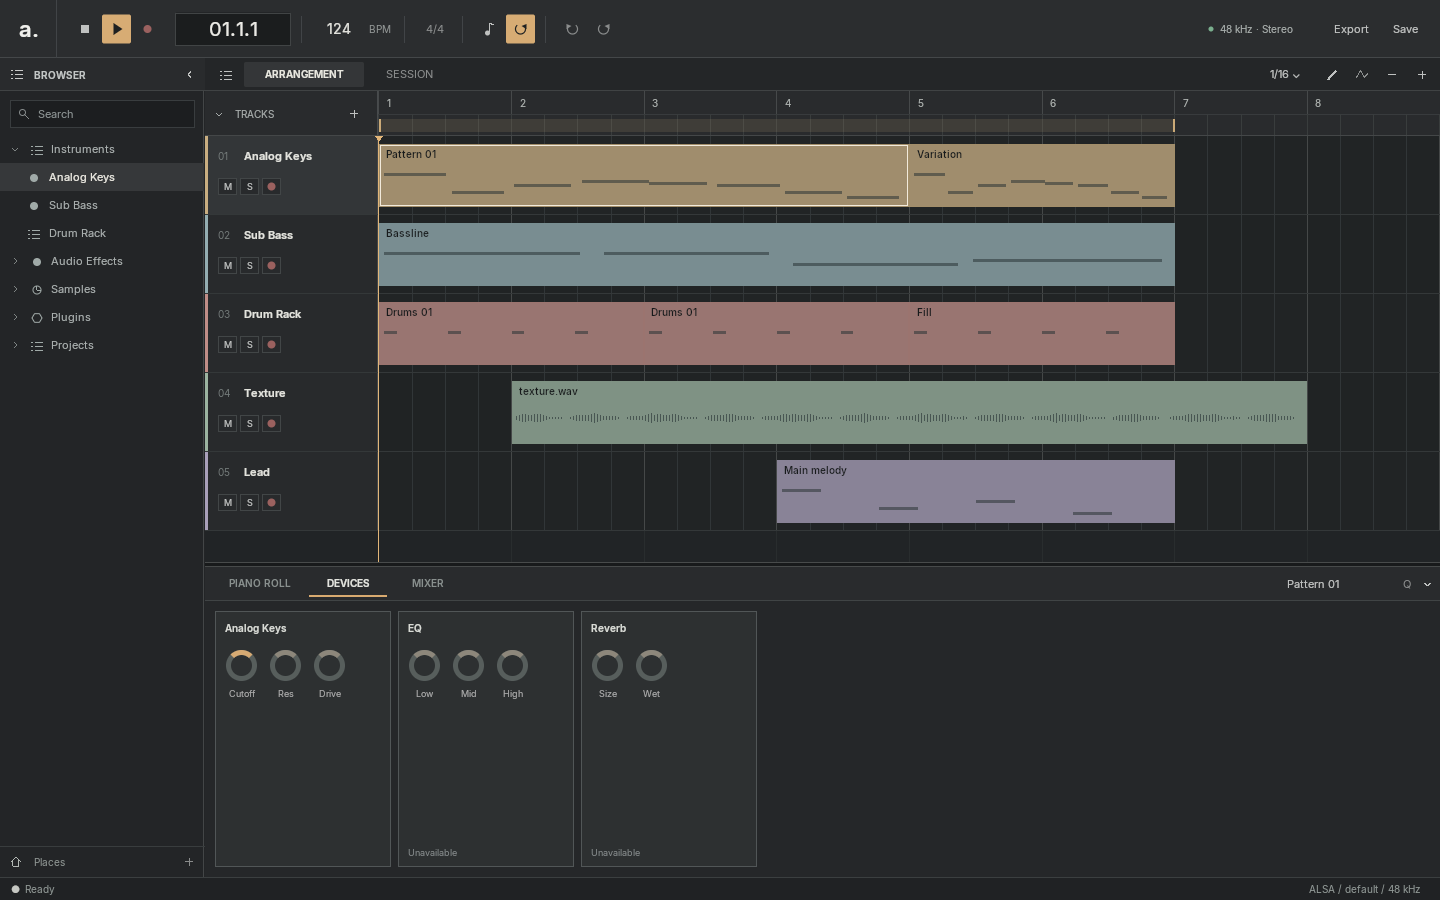 a. 01.1.1 124 BPM 4/4 48 kHz · Stereo Export Save
BROWSER ARRANGEMENT SESSION 1/16
Search
Instruments
Analog Keys
Sub Bass
Drum Rack
Audio Effects
Samples
Plugins
Projects
Places
TRACKS 1 2 3 4 5 6 7 8
01 Analog Keys
M S
Pattern 01 Variation
02 Sub Bass
M S
Bassline
03 Drum Rack
M S
Drums 01 Drums 01 Fill
04 Texture
M S
texture.wav
05 Lead
M S
Main melody
PIANO ROLL DEVICES MIXER Pattern 01 Q
Analog Keys
Cutoff Res Drive
EQ
Low Mid High
Unavailable
Reverb
Size Wet
Unavailable
Ready ALSA / default / 48 kHz